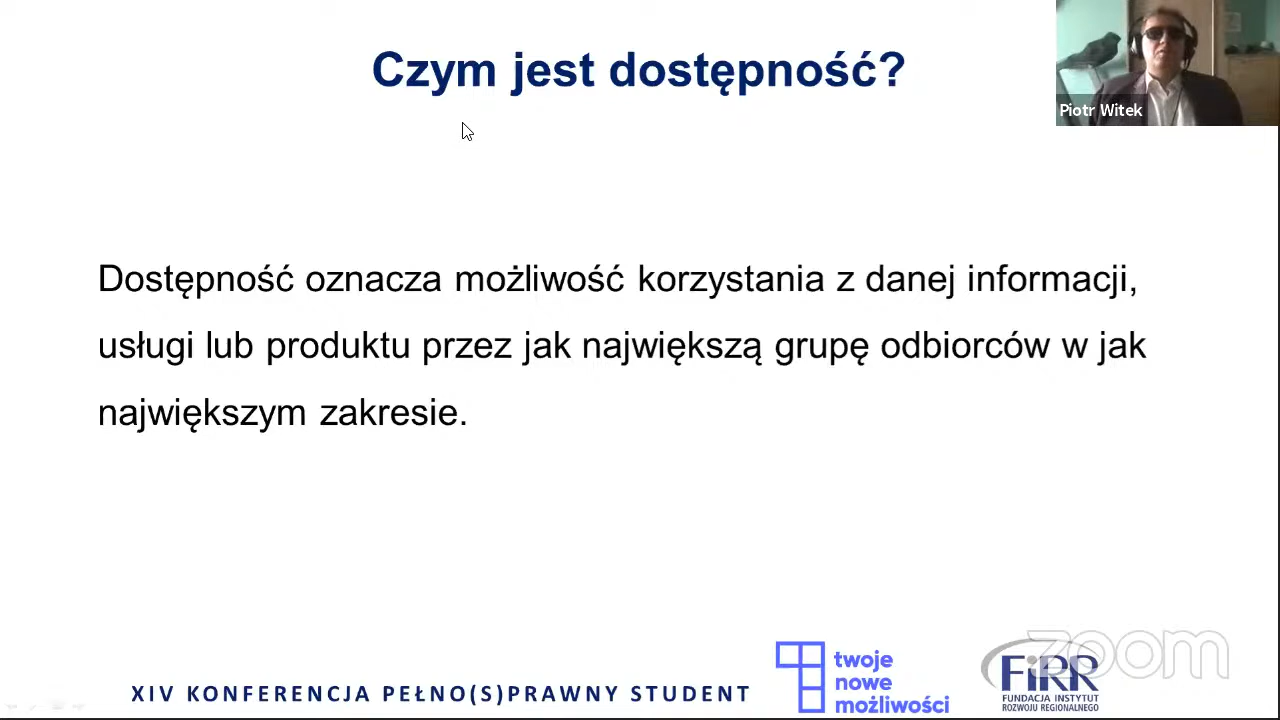 Czym jest dostępność?
Piotr Witek
Dostępność oznacza możliwość korzystania z danej informacji,
usługi lub produktu przez jak największą grupę odbiorców w jak
największym zakresie.
XIV KONFERENCJA PEŁNO(S)PRAWNY STUDENT
twoje
nowe
możliwości
FiRR
FUNDACJA INSTYTUT
ROZWOJU REGIONALNEGO
zoom